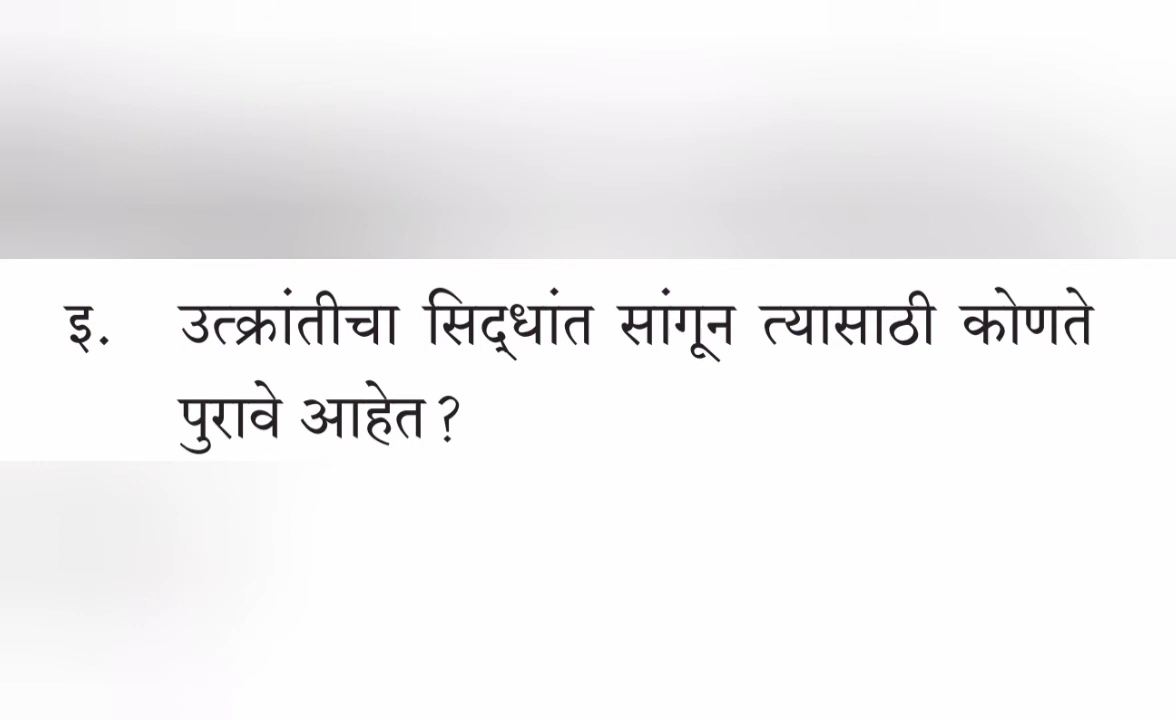 इ. उत्क्रांतीचा सिद्‌धांत सांगून त्यासाठी कोणते
पुरावे आहेत?